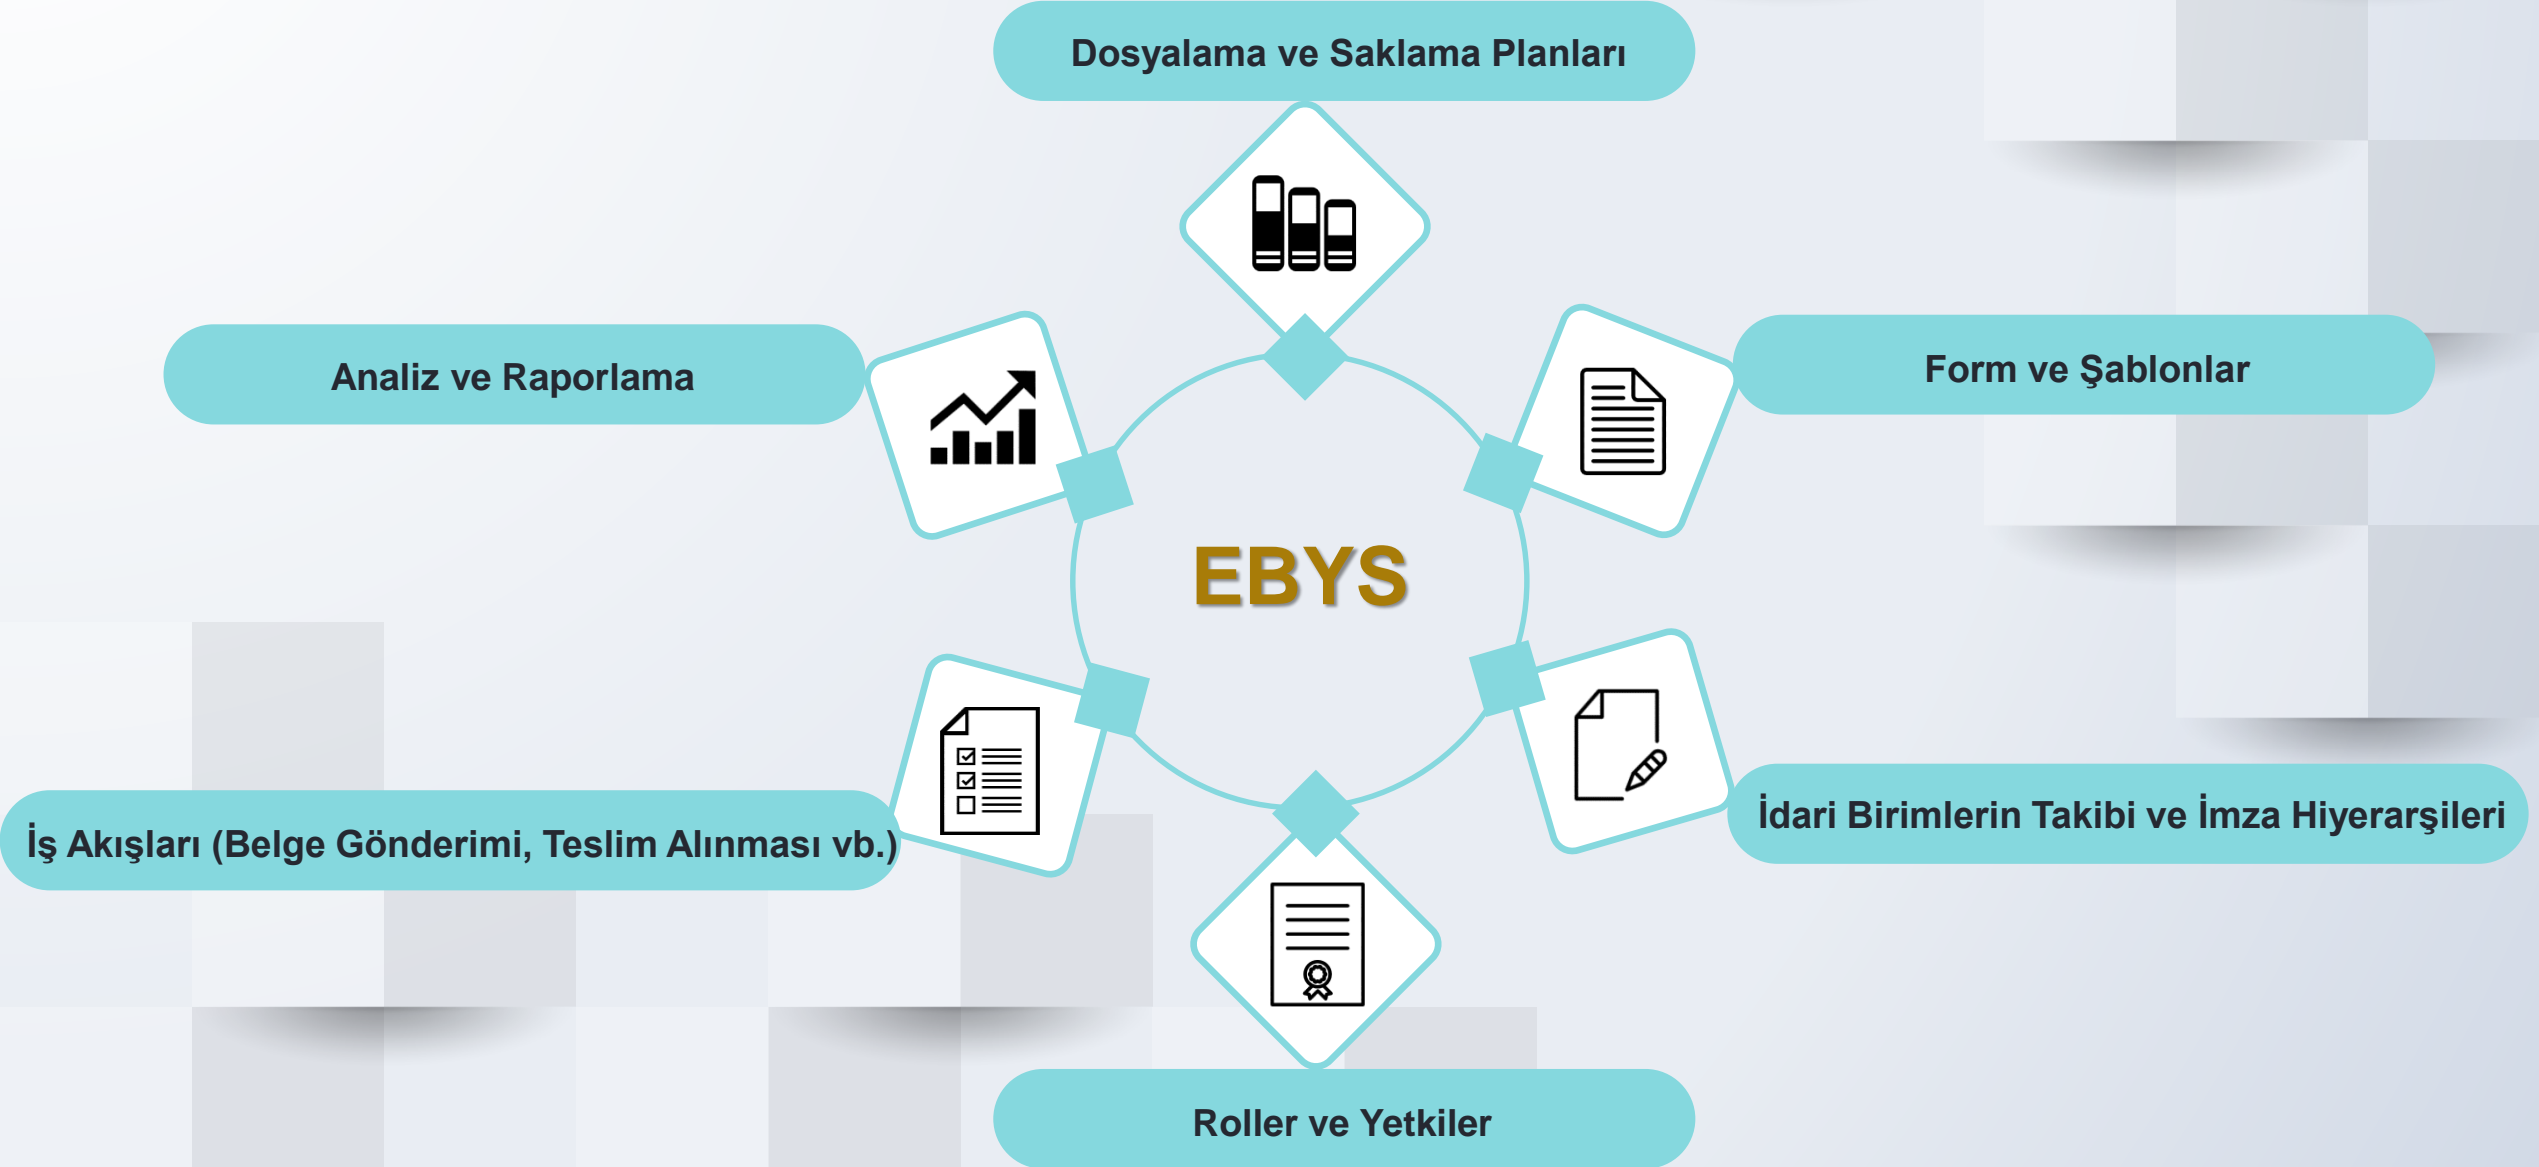 Dosyalama ve Saklama Planları
Analiz ve Raporlama
Form ve Şablonlar
EBYS
İş Akışları (Belge Gönderimi, Teslim Alınması vb.)
İdari Birimlerin Takibi ve İmza Hiyerarşileri
Roller ve Yetkiler